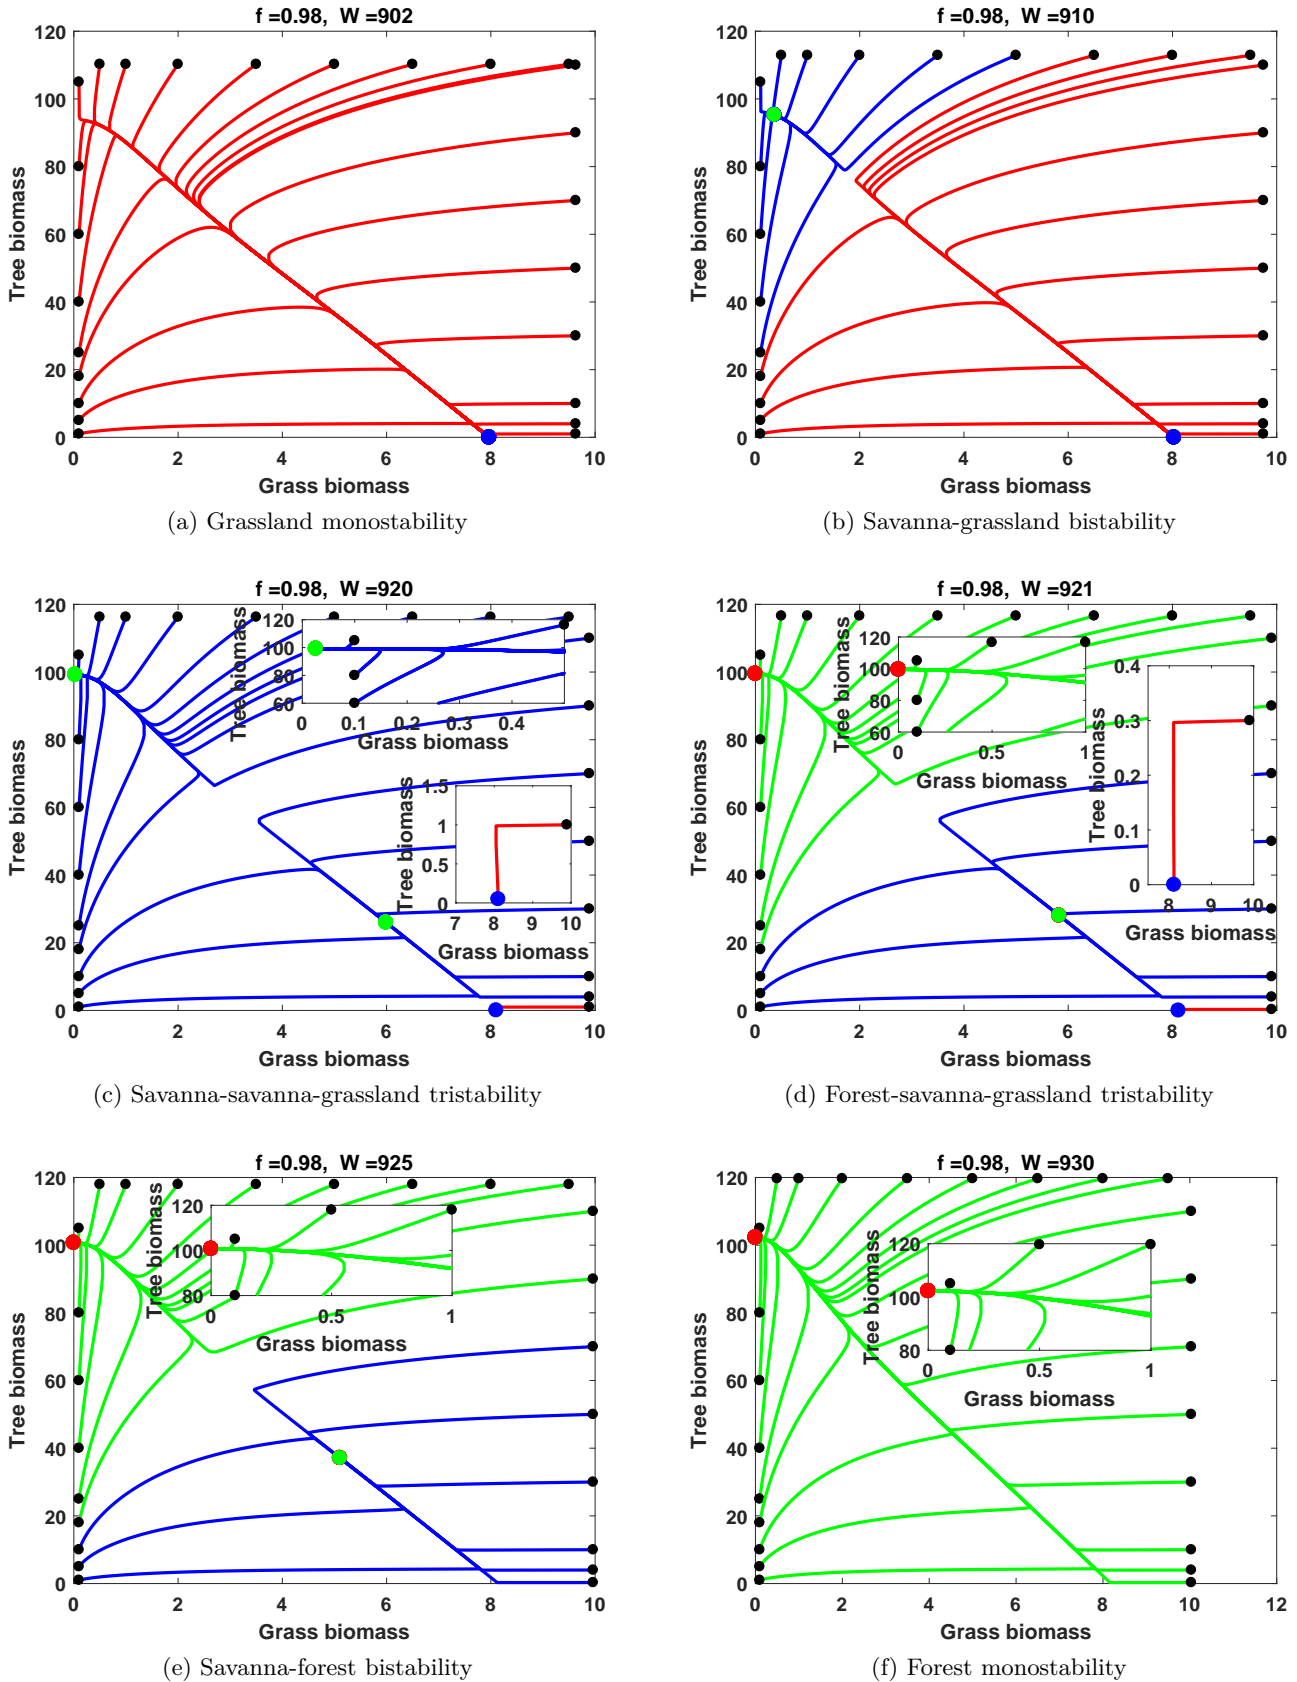 f =0.98, W =902
120
100
80
60
40
20
0
0 2 4 6 8 10
Tree biomass
Grass biomass
(a) Grassland monostability
f =0.98, W =910
120
100
80
60
40
20
0
0 2 4 6 8 10
Tree biomass
Grass biomass
(b) Savanna-grassland bistability
f =0.98, W =920
120
100
80
60
40
20
0
0 2 4 6 8 10
Tree biomass
Grass biomass
120
100
80
60
0 0.1 0.2 0.3 0.4
Tree biomass
Grass biomass
1.5
1
0.5
0
7 8 9 10
Tree biomass
Grass biomass
(c) Savanna-savanna-grassland tristability
f =0.98, W =921
120
100
80
60
40
20
0
0 2 4 6 8 10
Tree biomass
Grass biomass
120
100
80
60
0 0.5 1
Tree biomass
Grass biomass
0.4
0.3
0.2
0.1
0
8 9 10
Tree biomass
Grass biomass
(d) Forest-savanna-grassland tristability
f =0.98, W =925
120
100
80
60
40
20
0
0 2 4 6 8 10
Tree biomass
Grass biomass
120
100
80
0 0.5 1
Tree biomass
Grass biomass
(e) Savanna-forest bistability
f =0.98, W =930
120
100
80
60
40
20
0
0 2 4 6 8 10 12
Tree biomass
Grass biomass
120
100
80
0 0.5 1
Tree biomass
Grass biomass
(f) Forest monostability